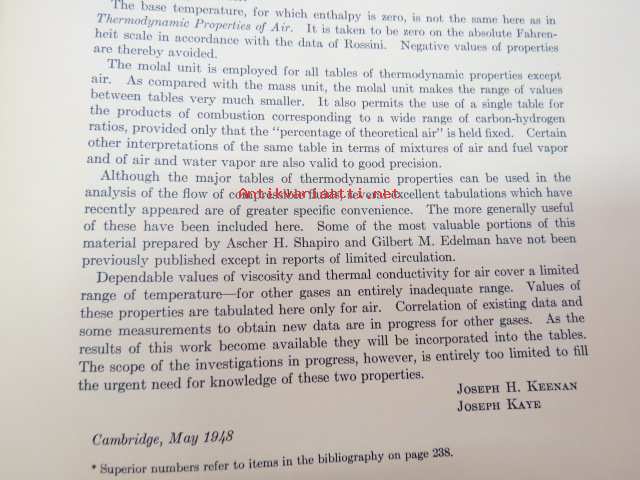 The base temperature, for which enthalpy is zero, is not the same here as in
Thermodynamic Properties of Air. It is taken to be zero on the absolute Fahren-
heit scale in accordance with the data of Rossini. Negative values of properties
are thereby avoided.
The molal unit is employed for all tables of thermodynamic properties except
air. As compared with the mass unit, the molal unit makes the range of values
between tables very much smaller. It also permits the use of a single table for
the products of combustion corresponding to a wide range of carbon-hydrogen
ratios, provided only that the "percentage of theoretical air" is held fixed. Certain
other interpretations of the same table in terms of mixtures of air and fuel vapor
and of air and water vapor are also valid to good precision.
Although the major tables of thermodynamic properties can be used in the
analysis of the flow of compressible fluids, several excellent tabulations which have
Antikvariaatti.net
recently appeared are of greater specific convenience. The more generally useful
of these have been included here. Some of the most valuable portions of this
material prepared by Ascher H. Shapiro and Gilbert M. Edelman have not been
previously published except in reports of limited circulation.
Dependable values of viscosity and thermal conductivity for air cover a limited
range of temperature—for other gases an entirely inadequate range. Values of
these properties are tabulated here only for air. Correlation of existing data and
some measurements to obtain new data are in progress for other gases. As the
results of this work become available they will be incorporated into the tables.
The scope of the investigations in progress, however, is entirely too limited to fill
the urgent need for knowledge of these two properties.
Joseph H. Keenan
Joseph Kaye
Cambridge, May 1948
* Superior numbers refer to items in the bibliography on page 238.